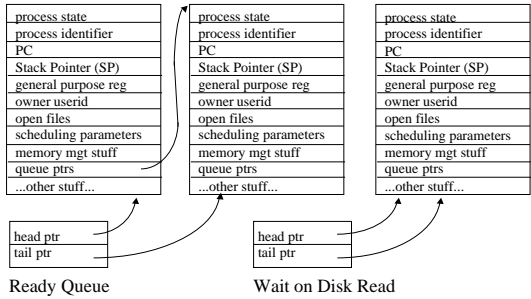 process state
process identifier
PC
Stack Pointer (SP)
general purpose reg
owner userid
open files
scheduling parameters
memory mgt stuff
queue ptrs
...other stuff...
process state
process identifier
PC
Stack Pointer (SP)
general purpose reg
owner userid
open files
scheduling parameters
memory mgt stuff
queue ptrs
...other stuff...
process state
process identifier
PC
Stack Pointer (SP)
general purpose reg
owner userid
open files
scheduling parameters
memory mgt stuff
queue ptrs
...other stuff...
head ptr
tail ptr
Ready Queue
head ptr
tail ptr
Wait on Disk Read